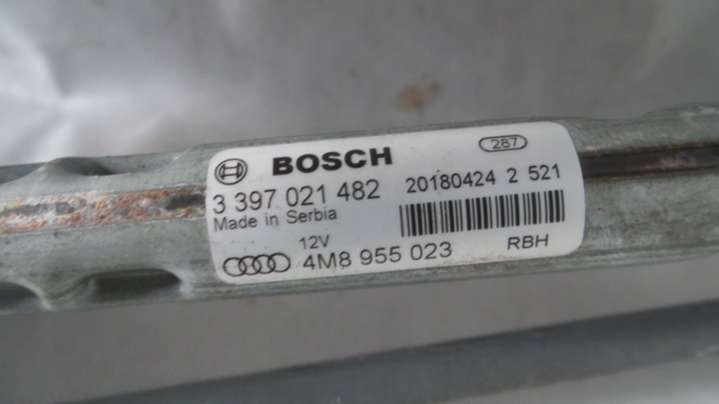 BOSCH 287
3 397 021 482 20180424 2 521
Made in Serbia
12V
4M8 955 023 RBH